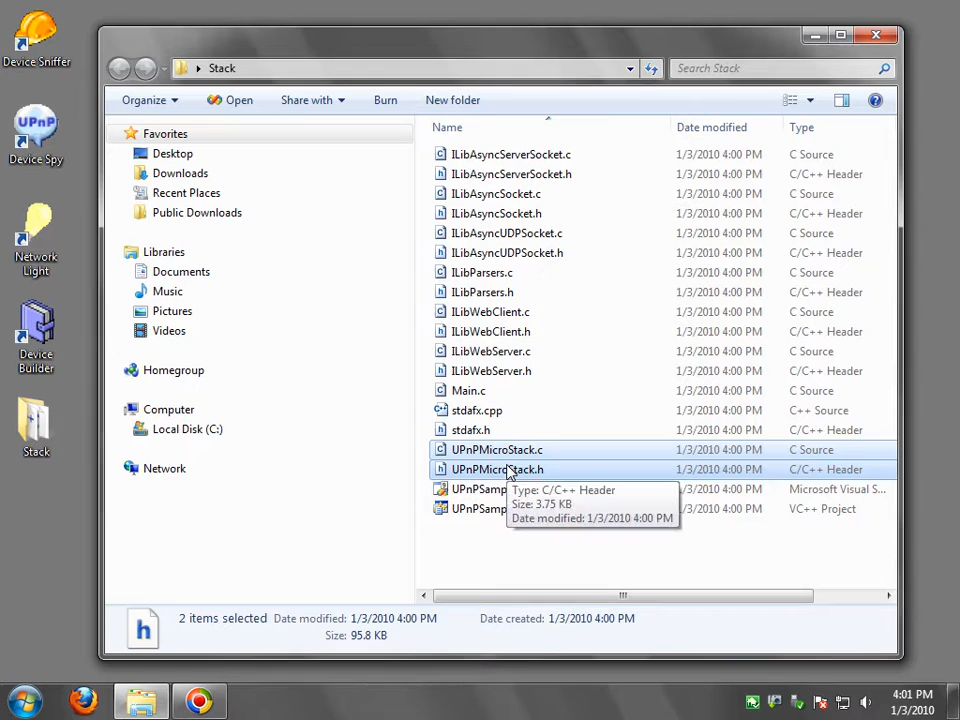 Device Sniffer
UPnP
Device Spy
Network
Light
Device
Builder
Stack
Stack
Search Stack
Organize
Open
Share with
Burn
New folder
Favorites
Desktop
Downloads
Recent Places
Public Downloads
Libraries
Documents
Music
Pictures
Videos
Homegroup
Computer
Local Disk (C:)
Network
Name Date modified Type
ILibAsyncServerSocket.c 1/3/2010 4:00 PM C Source
ILibAsyncServerSocket.h 1/3/2010 4:00 PM C/C++ Header
ILibAsyncSocket.c 1/3/2010 4:00 PM C Source
ILibAsyncSocket.h 1/3/2010 4:00 PM C/C++ Header
ILibAsyncUDPSocket.c 1/3/2010 4:00 PM C Source
ILibAsyncUDPSocket.h 1/3/2010 4:00 PM C/C++ Header
ILibParsers.c 1/3/2010 4:00 PM C Source
ILibParsers.h 1/3/2010 4:00 PM C/C++ Header
ILibWebClient.c 1/3/2010 4:00 PM C Source
ILibWebClient.h 1/3/2010 4:00 PM C/C++ Header
ILibWebServer.c 1/3/2010 4:00 PM C Source
ILibWebServer.h 1/3/2010 4:00 PM C/C++ Header
Main.c 1/3/2010 4:00 PM C Source
stdafx.cpp 1/3/2010 4:00 PM C++ Source
stdafx.h 1/3/2010 4:00 PM C/C++ Header
UPnPMicroStack.c 1/3/2010 4:00 PM C Source
UPnPMicroStack.h 1/3/2010 4:00 PM C/C++ Header
UPnPSamp 1/3/2010 4:00 PM Microsoft Visual S...
UPnPSamp 1/3/2010 4:00 PM VC++ Project
Type: C/C++ Header
Size: 3.75 KB
Date modified: 1/3/2010 4:00 PM
h
2 items selected Date modified: 1/3/2010 4:00 PM Date created: 1/3/2010 4:00 PM
Size: 95.8 KB
4:01 PM
1/3/2010